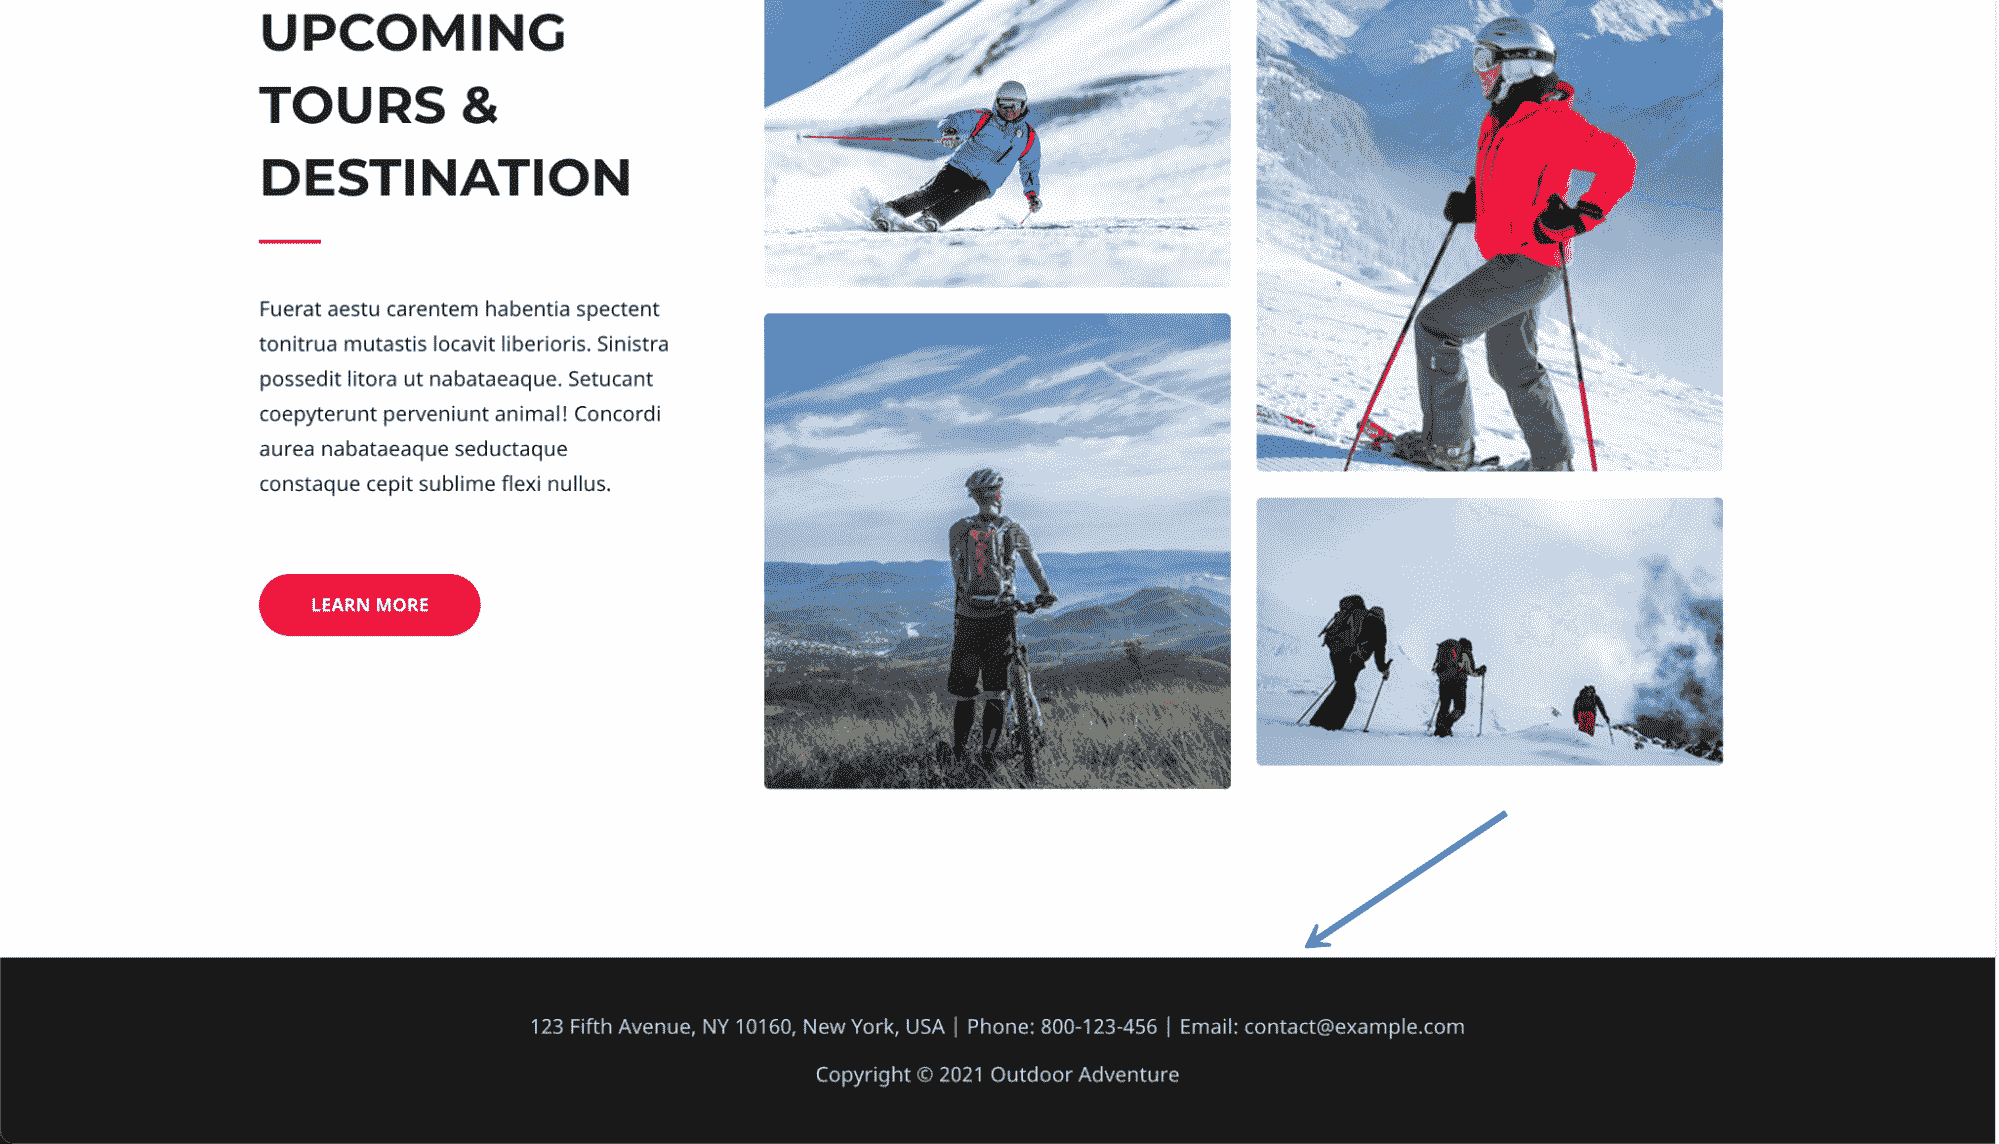 UPCOMING
TOURS &
DESTINATION
Fuerat aestu carentem habentia spectent
tonitrua mutastis locavit liberioris. Sinistra
possedit litora ut nabataeaque. Setucant
coepyterunt perveniunt animal! Concordi
aurea nabataeaque seductaque
constaque cepit sublime flexi nullus.
LEARN MORE
123 Fifth Avenue, NY 10160, New York, USA | Phone: 800-123-456 | Email: contact@example.com
Copyright © 2021 Outdoor Adventure